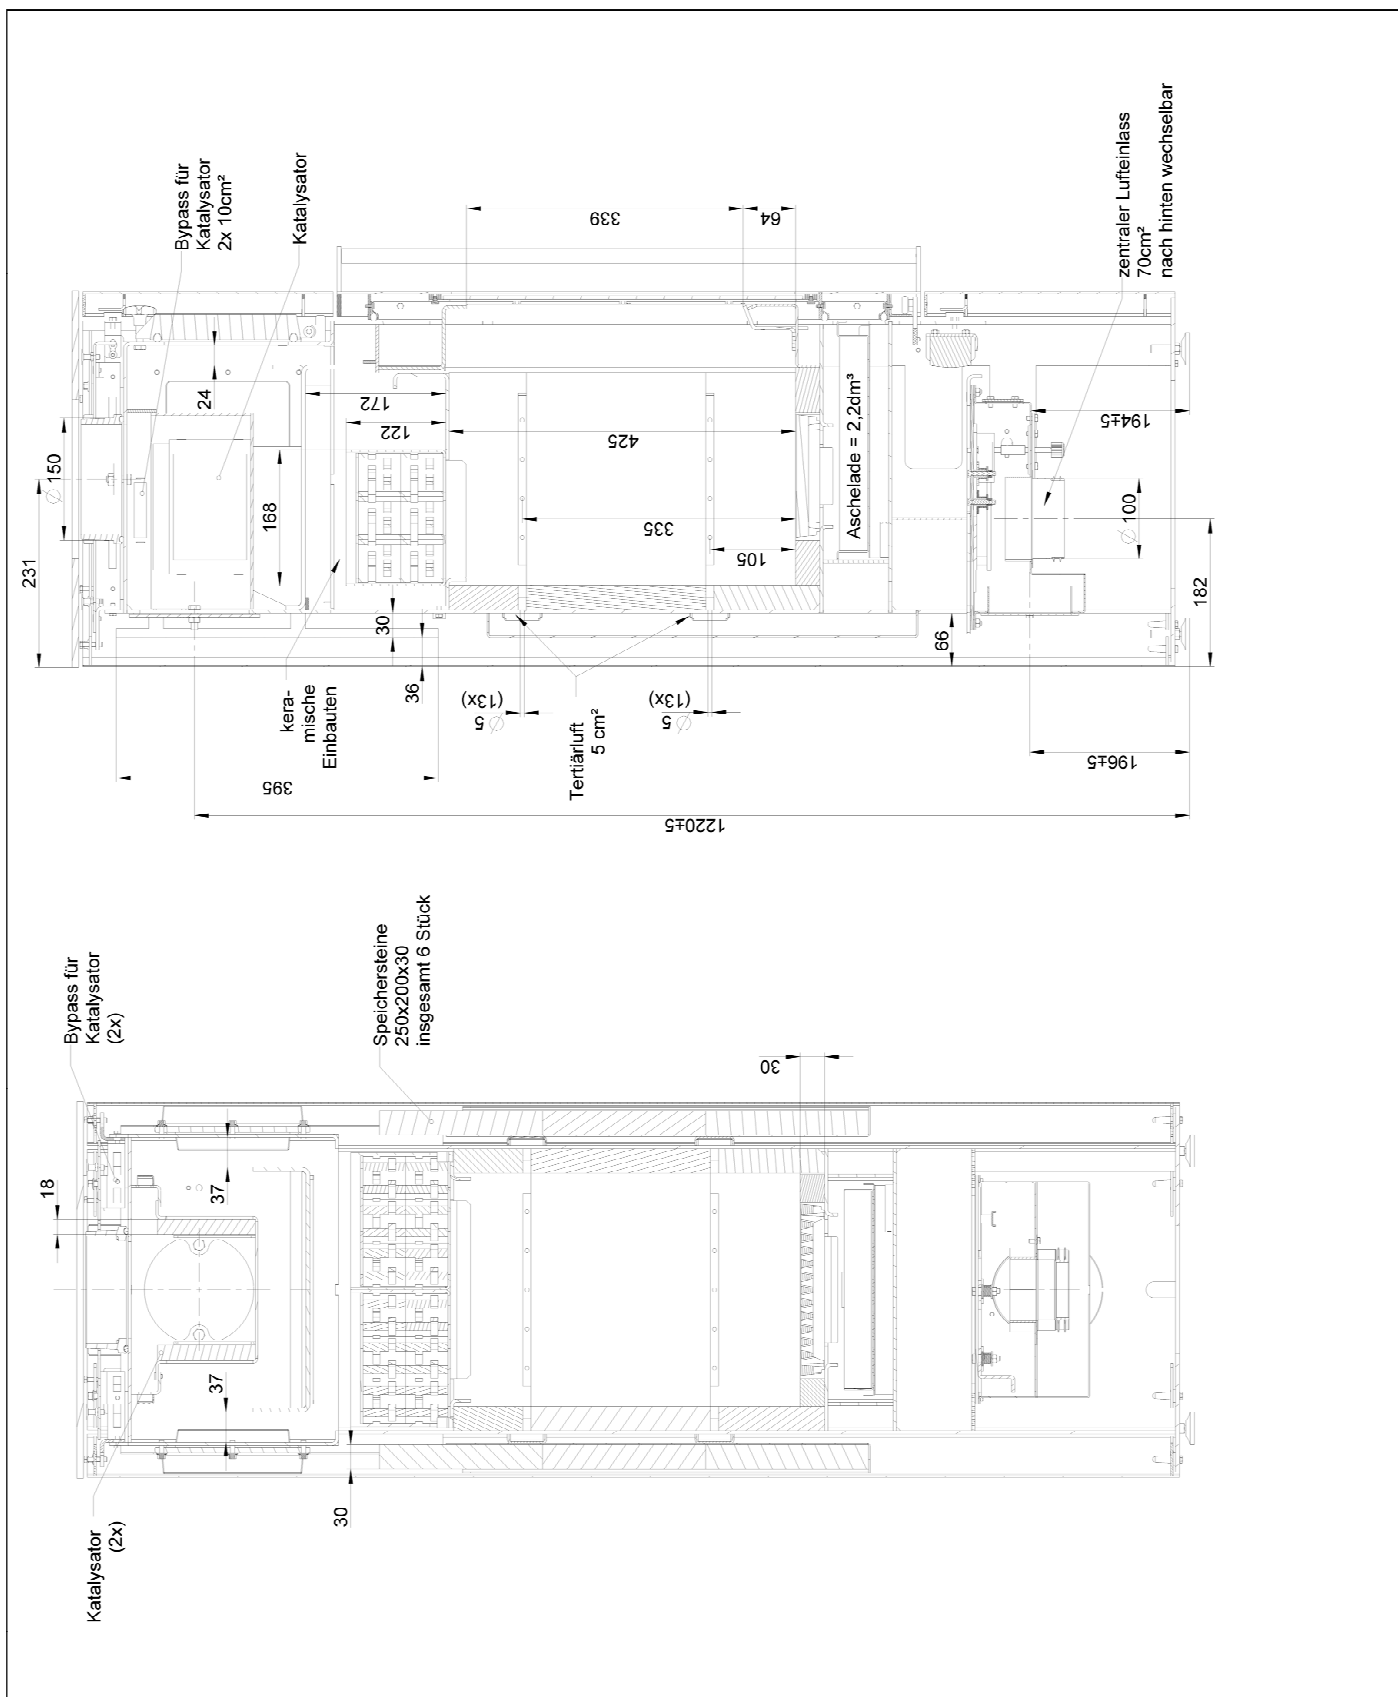 Bypass für
Katalysator
2x 10cm²
Katalysator
zentraler Lufteinlass
70cm²
nach hinten wechselbar
339
64
24
172
122
425
Aschelade = 2,2dm³
194±5
∅ 150
231
168
335
105
∅ 100
182
30
36
66
kera-
mische
Einbauten
∅ 5
(13x)
Tertiärluft
5 cm²
∅ 5
(13x)
395
196±5
1220±5
Bypass für
Katalysator
(2x)
Speichersteine
250x200x30
insgesamt 6 Stück
30
18
37
37
30
Katalysator
(2x)